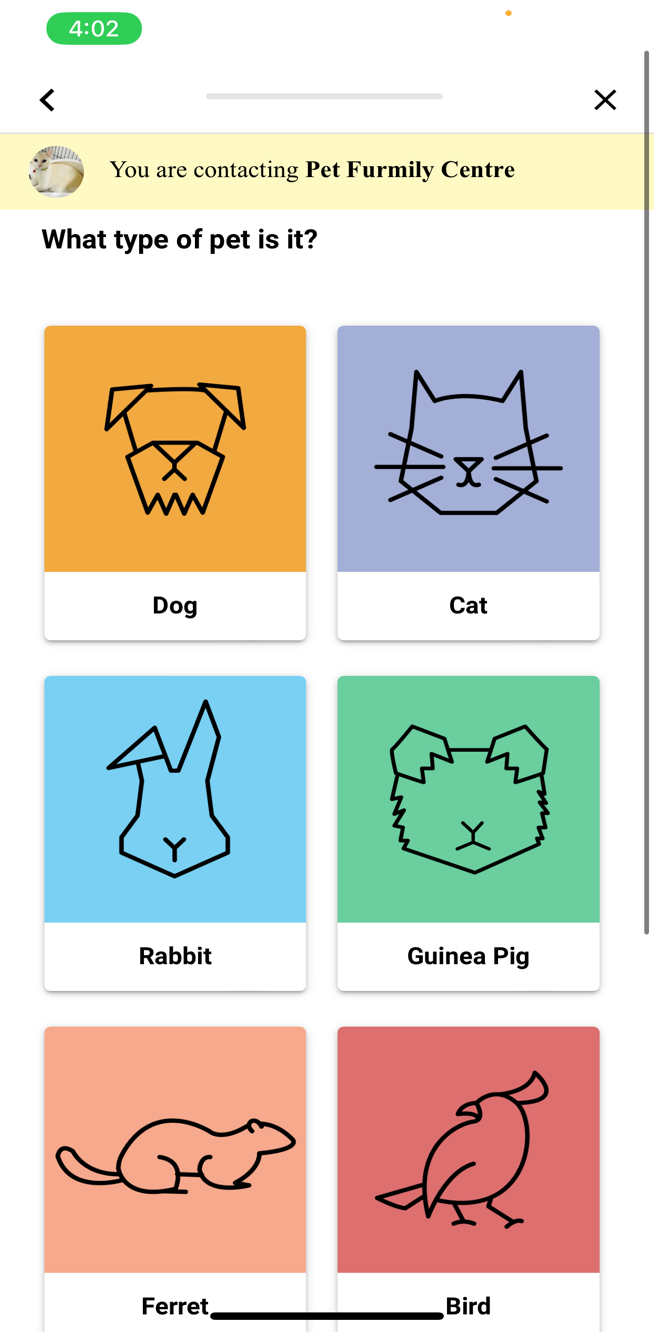 4:02
You are contacting Pet Furmily Centre
What type of pet is it?
Dog
Cat
Rabbit
Guinea Pig
Ferret
Bird